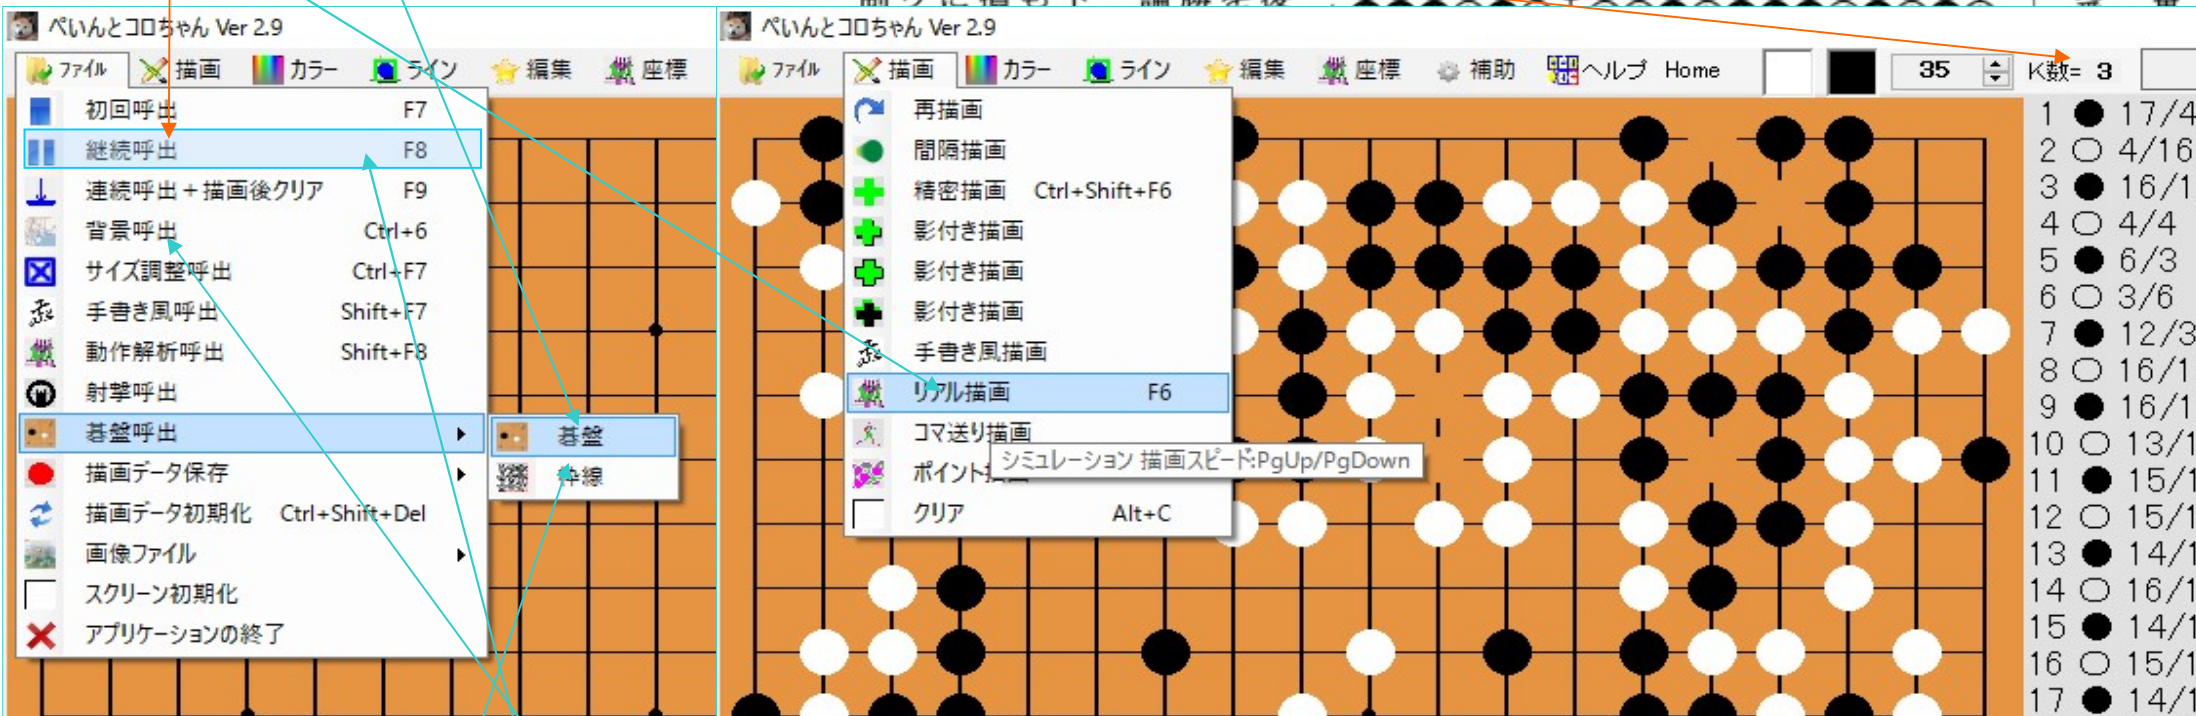 ぺいんとコロちゃん Ver 2.9
ファイル 描画 カラー ライン 編集 座標
初回呼出 F7
継続呼出 F8
連続呼出+描画後クリア F9
背景呼出 Ctrl+6
サイズ調整呼出 Ctrl+F7
手書き風呼出 Shift+F7
動作解析呼出 Shift+F8
射撃呼出
碁盤呼出
描画データ保存
描画データ初期化 Ctrl+Shift+Del
画像ファイル
スクリーン初期化
アプリケーションの終了
碁盤
枠線
ぺいんとコロちゃん Ver 2.9
ファイル 描画 カラー ライン 編集 座標 補助 ヘルプ Home 35 K数= 3
再描画
間隔描画
精密描画 Ctrl+Shift+F6
影付き描画
影付き描画
影付き描画
手書き風描画
リアル描画 F6
コマ送り描画
シミュレーション 描画スピード:PgUp/PgDown
ポイント
クリア Alt+C
1 ● 17/4
2 ○ 4/16
3 ● 16/1
4 ○ 4/4
5 ● 6/3
6 ○ 3/6
7 ● 12/3
8 ○ 16/1
9 ● 16/1
10 ○ 13/1
11 ● 15/1
12 ○ 15/1
13 ● 14/1
14 ○ 16/1
15 ● 14/1
16 ○ 15/1
17 ● 14/1